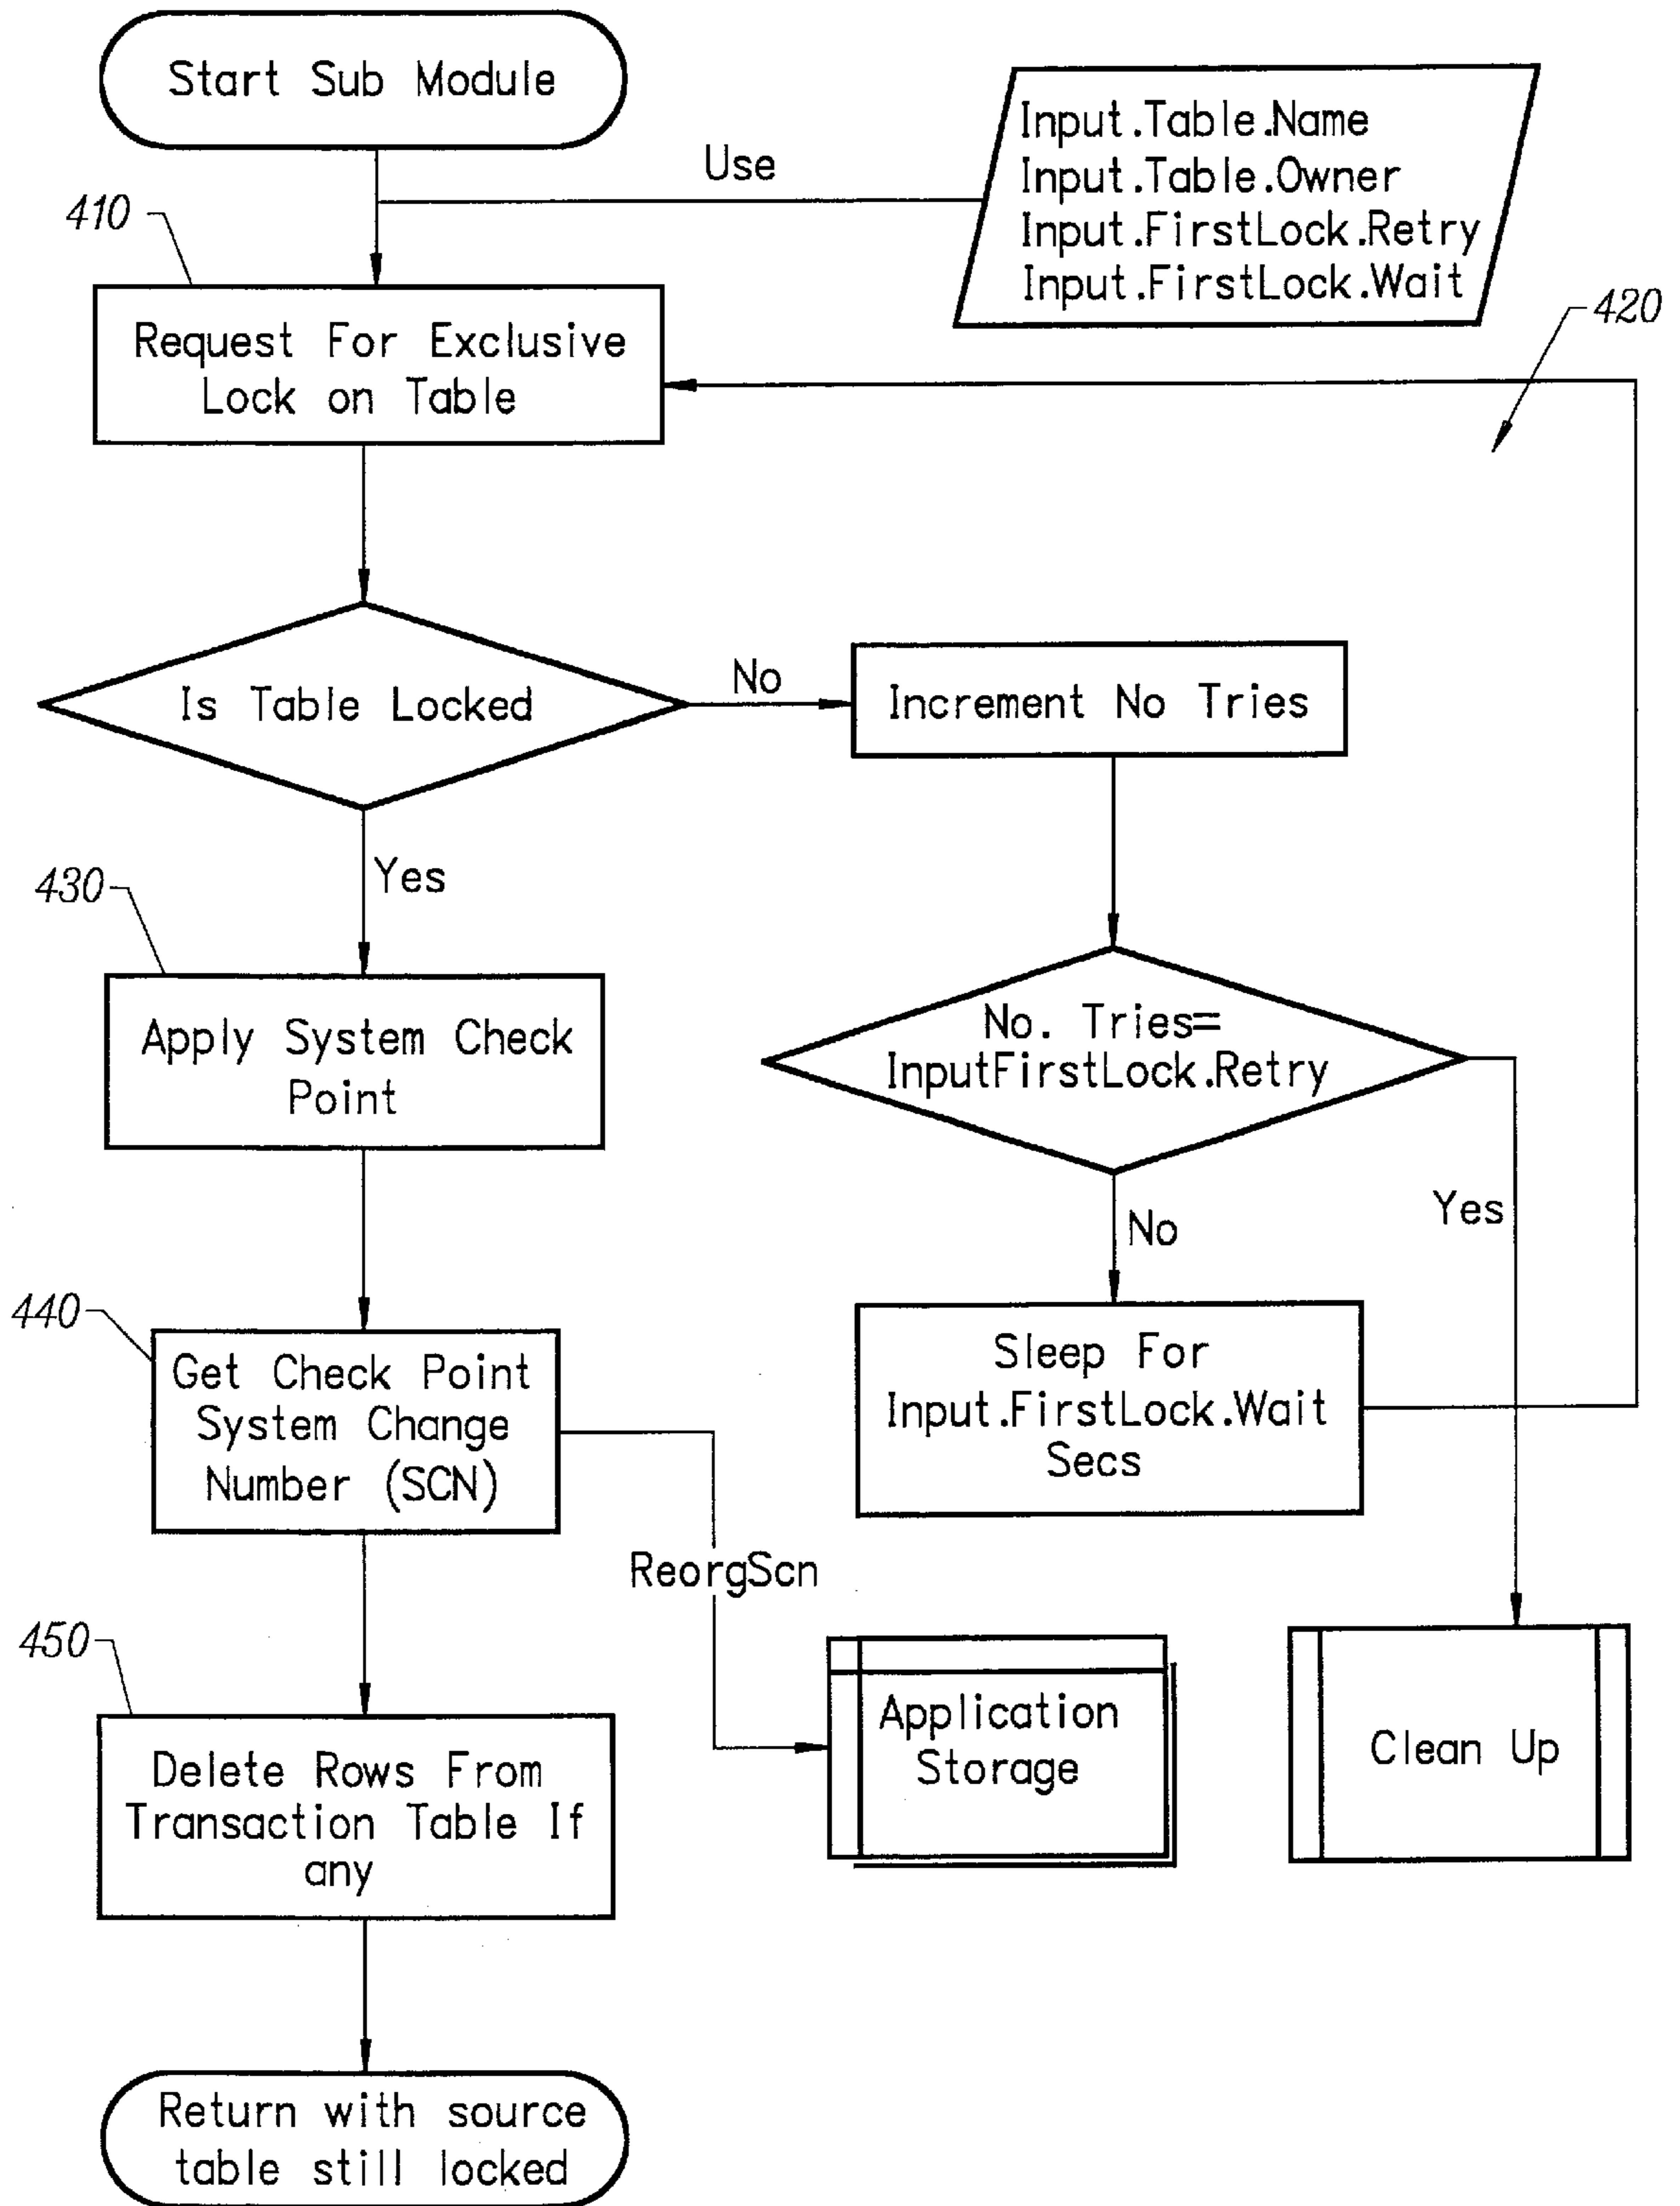 Start Sub Module
Input.Table.Name
Input.Table.Owner
Input.FirstLock.Retry
Input.FirstLock.Wait
Use
410
420
Request For Exclusive
Lock on Table
Is Table Locked
No
Increment No Tries
Yes
430
Apply System Check
Point
No. Tries=
InputFirstLock.Retry
No
Yes
440
Get Check Point
System Change
Number (SCN)
Sleep For
Input.FirstLock.Wait
Secs
ReorgScn
450
Delete Rows From
Transaction Table If
any
Application
Storage
Clean Up
Return with source
table still locked